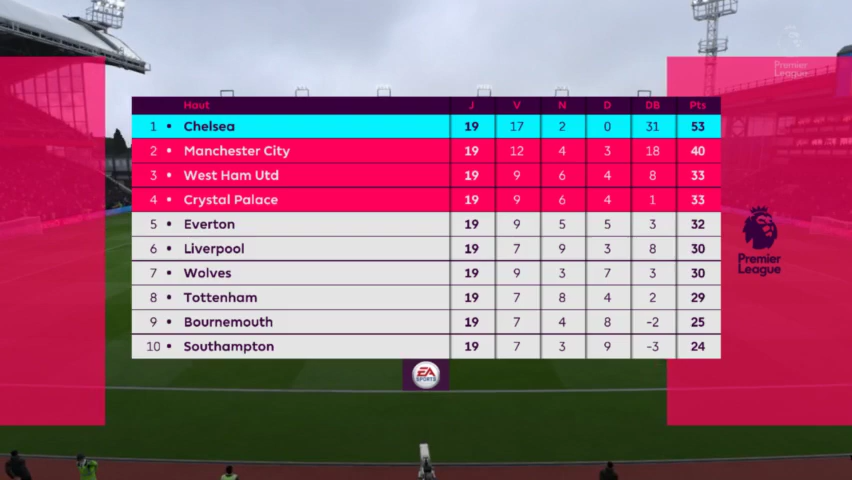 Premier
League
Haut J V N D DB Pts
1 • Chelsea 19 17 2 0 31 53
2 • Manchester City 19 12 4 3 18 40
3 • West Ham Utd 19 9 6 4 8 33
4 • Crystal Palace 19 9 6 4 1 33
5 • Everton 19 9 5 5 3 32
6 • Liverpool 19 7 9 3 8 30
7 • Wolves 19 9 3 7 3 30
8 • Tottenham 19 7 8 4 2 29
9 • Bournemouth 19 7 4 8 -2 25
10 • Southampton 19 7 3 9 -3 24
Premier
League
EA
SPORTS